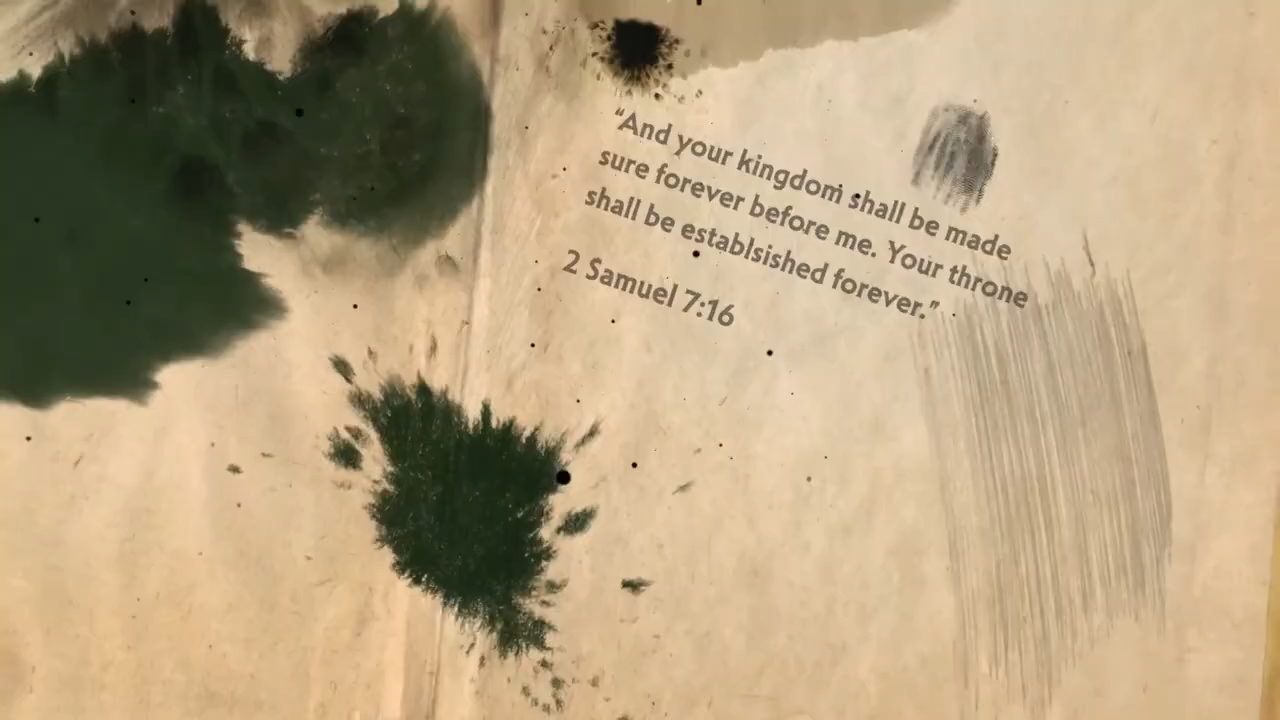 “And your kingdom shall be made
sure forever before me. Your throne
shall be establsished forever.”
2 Samuel 7:16